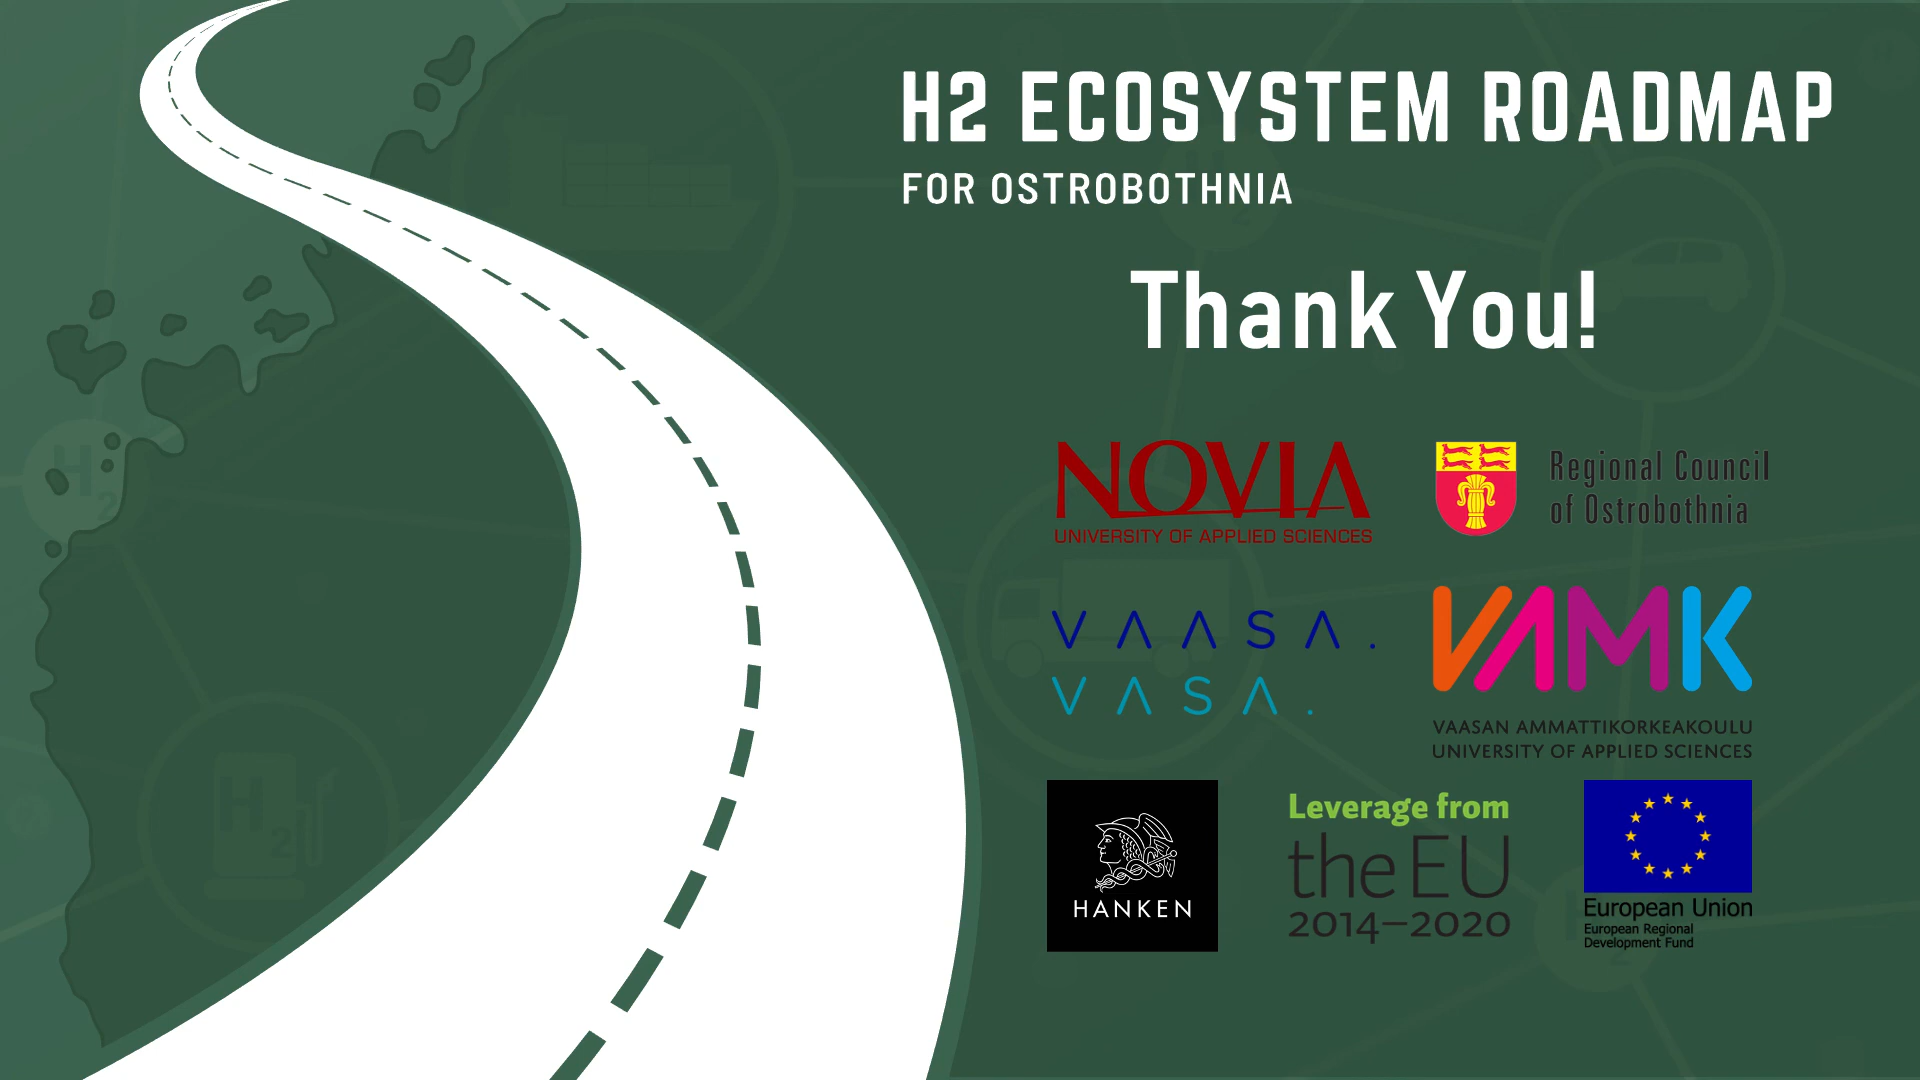 H2 ECOSYSTEM ROADMAP
FOR OSTROBOTHNIA
Thank You!
NOVIA
UNIVERSITY OF APPLIED SCIENCES
Regional Council
of Ostrobothnia
VAASA.
VASA.
VAMK
VAASAN AMMATTIKORKEAKOULU
UNIVERSITY OF APPLIED SCIENCES
HANKEN
Leverage from
the EU
2014–2020
European Union
European Regional
Development Fund
H2
H2